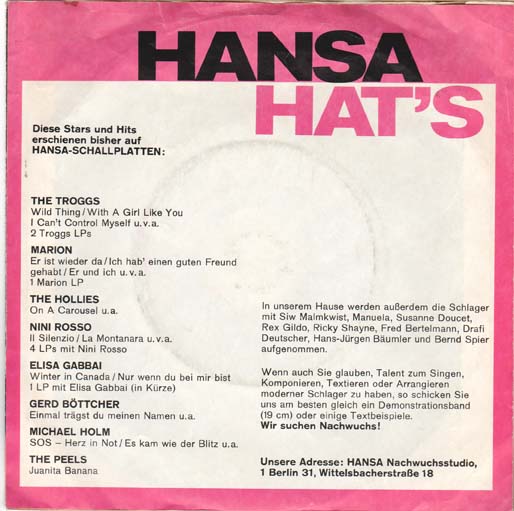 HANSA
HAT'S
Diese Stars und Hits
erschienen bisher auf
HANSA-SCHALLPLATTEN:
THE TROGGS
Wild Thing/With A Girl Like You
I Can't Control Myself u.v.a.
2 Troggs LPs
MARION
Er ist wieder da/Ich hab' einen guten Freund
gehabt/Er und ich u.v.a.
1 Marion LP
THE HOLLIES
On A Carousel u.a.
NINI ROSSO
Il Silenzio/La Montanara u.v.a.
4 LPs mit Nini Rosso
ELISA GABBAI
Winter in Canada/Nur wenn du bei mir bist
1 LP mit Elisa Gabbai (in Kürze)
GERD BÖTTCHER
Einmal trägst du meinen Namen u.a.
MICHAEL HOLM
SOS – Herz in Not/Es kam wie der Blitz u.a.
THE PEELS
Juanita Banana
In unserem Hause werden außerdem die Schlager
mit Siw Malmkwist, Manuela, Susanne Doucet,
Rex Gildo, Ricky Shayne, Fred Bertelmann, Drafi
Deutscher, Hans-Jürgen Bäumler und Bernd Spier
aufgenommen.
Wenn auch Sie glauben, Talent zum Singen,
Komponieren, Textieren oder Arrangieren
moderner Schlager zu haben, so schicken Sie
uns am besten gleich ein Demonstrationsband
(19 cm) oder einige Textbeispiele.
Wir suchen Nachwuchs!
Unsere Adresse: HANSA Nachwuchsstudio,
1 Berlin 31, Wittelsbacherstraße 18